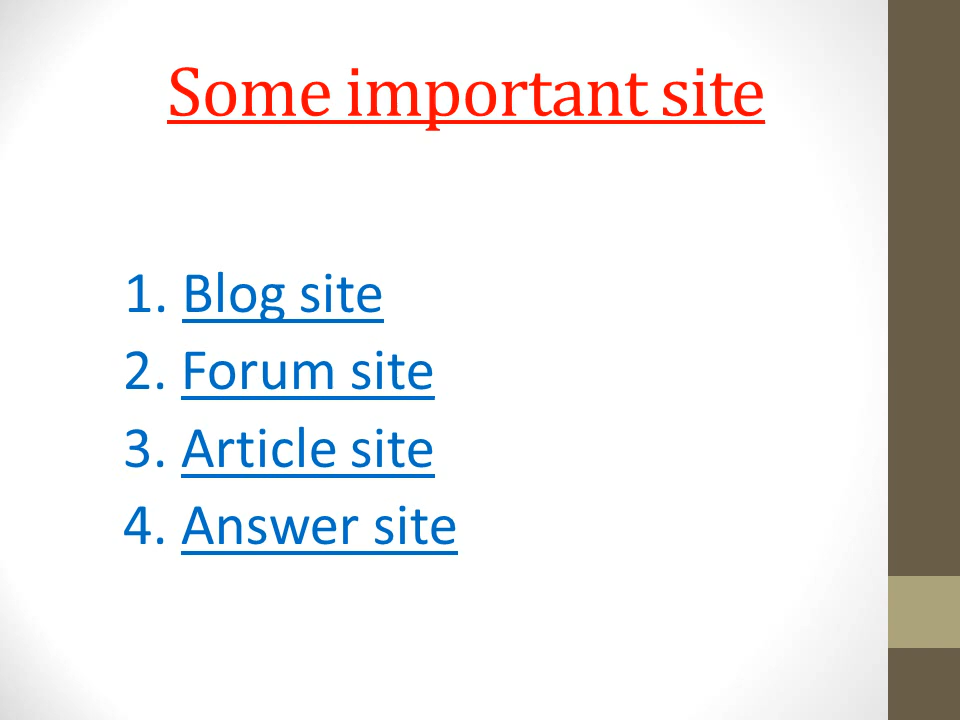 Some important site
1. Blog site
2. Forum site
3. Article site
4. Answer site